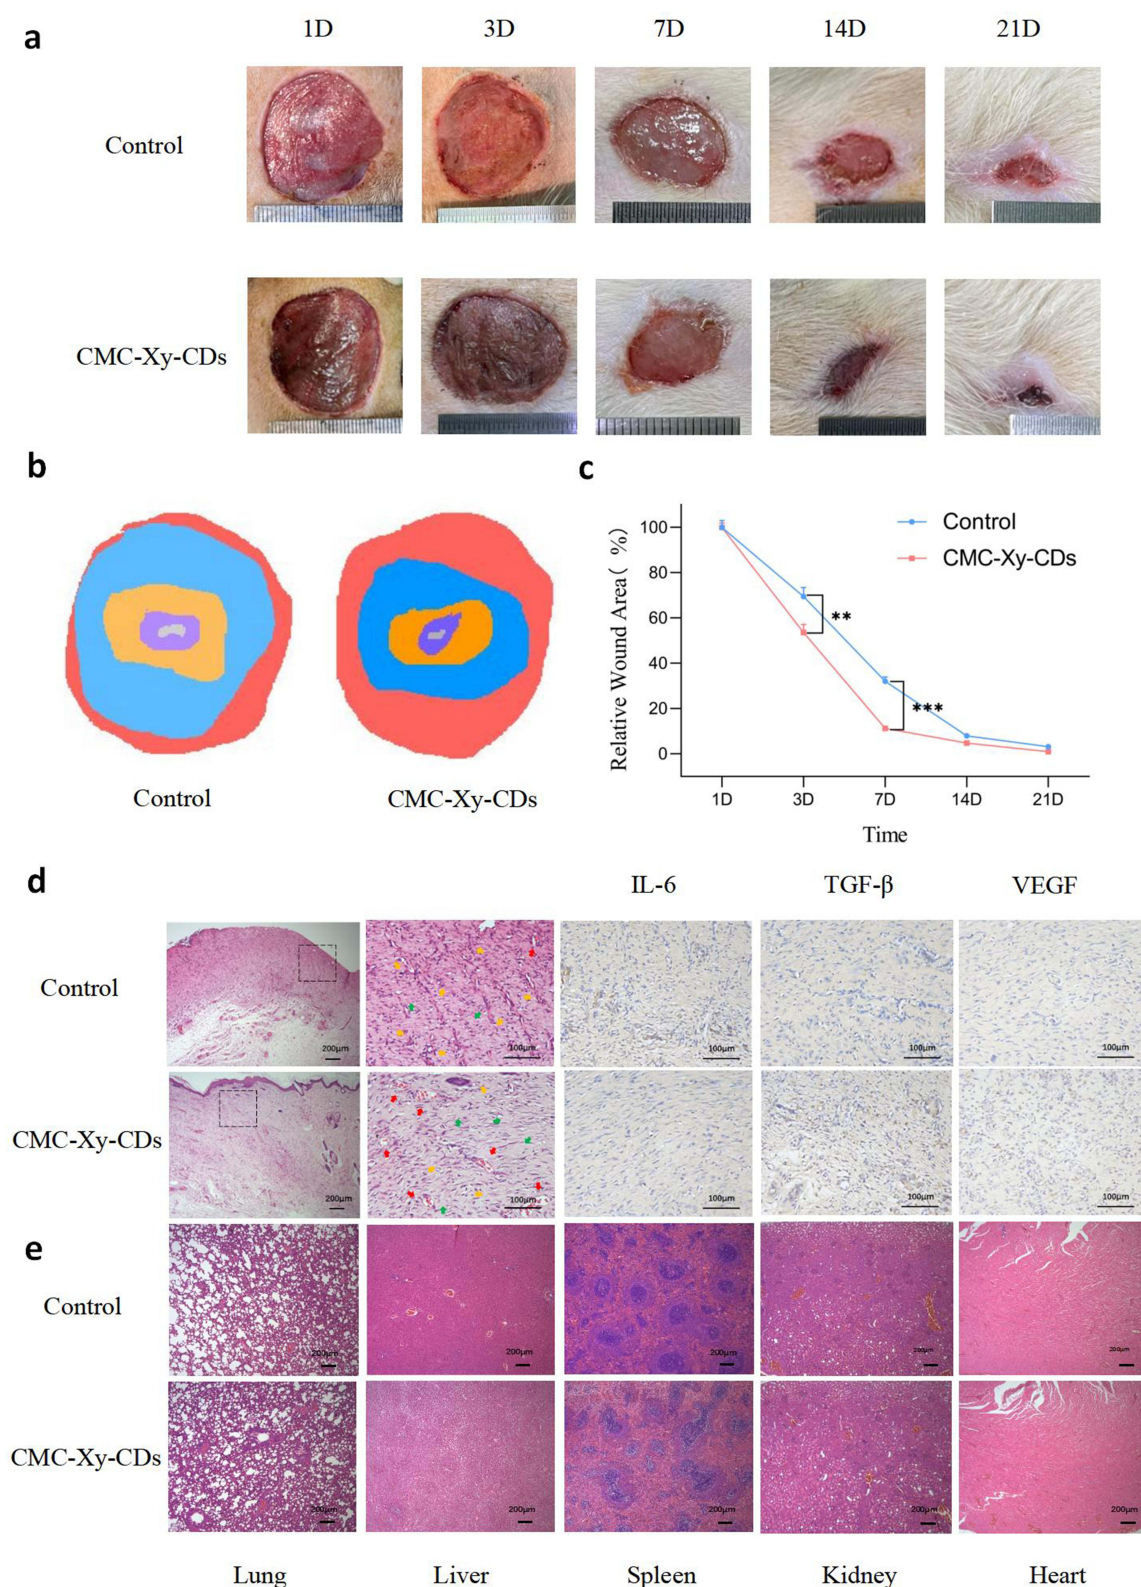 a
1D 3D 7D 14D 21D
Control
CMC-Xy-CDs
b
Control CMC-Xy-CDs
c
Relative Wound Area( %)
100
80
60
40
20
0
Control
CMC-Xy-CDs
**
***
1D 3D 7D 14D 21D
Time
d
IL-6 TGF-β VEGF
Control
200μm 100μm 100μm 100μm 100μm
CMC-Xy-CDs
200μm 100μm 100μm 100μm 100μm
e
Control
200μm 200μm 200μm 200μm 200μm
CMC-Xy-CDs
200μm 200μm 200μm 200μm 200μm
Lung Liver Spleen Kidney Heart